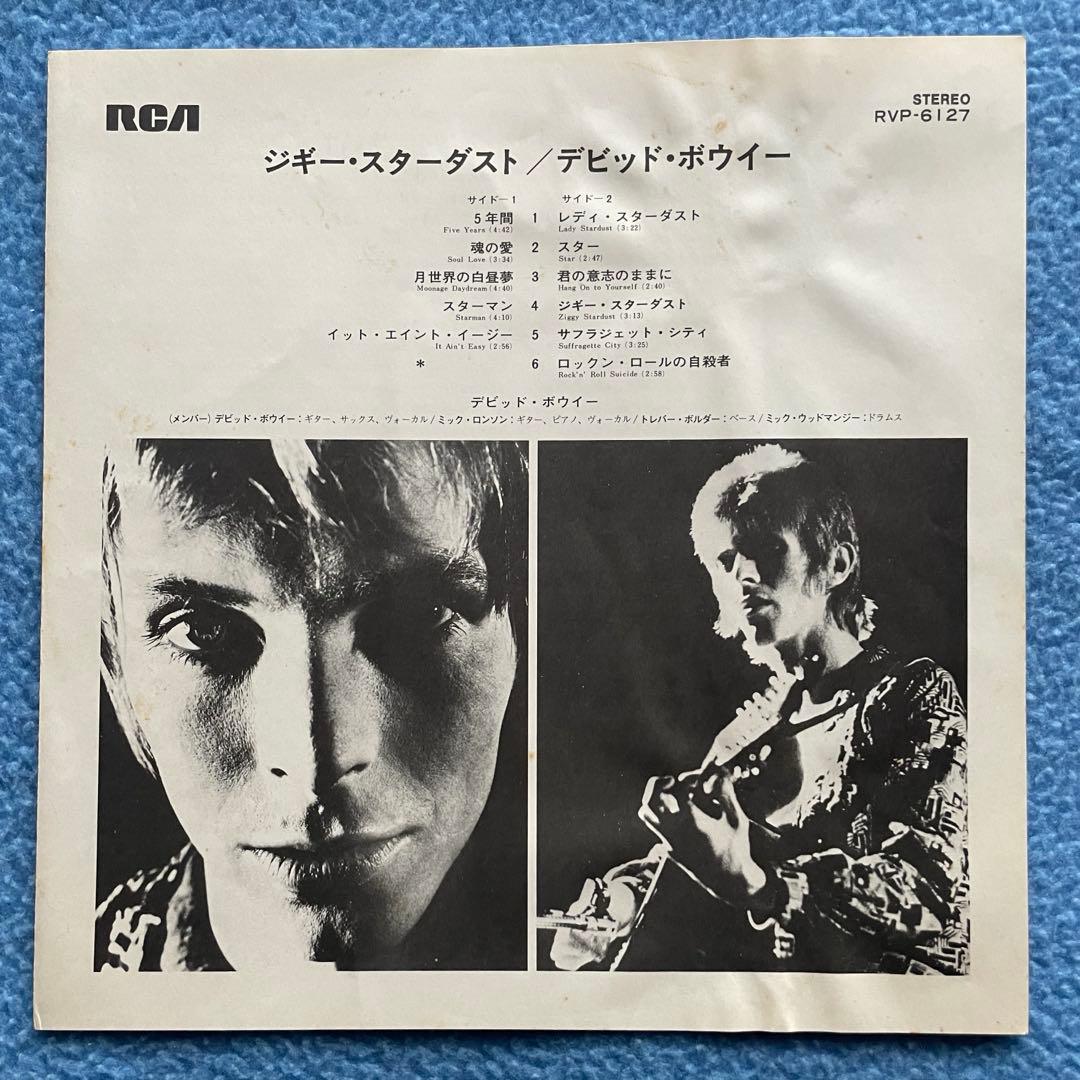 RCA
STEREO
RVP-6127
ジギー・スターダスト/デビッド・ボウイー
サイド－1 サイド－2
5年間 1 レディ・スターダスト
Five Years (4:42) Lady Stardust (3:22)
魂の愛 2 スター
Soul Love (3:34) Star (2:47)
月世界の白昼夢 3 君の意志のままに
Moonage Daydream (4:40) Hang On to Yourself (2:40)
スターマン 4 ジギー・スターダスト
Starman (4:10) Ziggy Stardust (3:13)
イット・エイント・イージー 5 サフラジェット・シティ
It Ain't Easy (2:56) Suffragette City (3:25)
* 6 ロックン・ロールの自殺者
Rock'n' Roll Suicide (2:58)
デビッド・ボウイー
(メンバー) デビッド・ボウイー：ギター、サックス、ヴォーカル/ミック・ロンソン：ギター、ピアノ、ヴォーカル/トレバー・ボルダー：ベース/ミック・ウッドマンジー：ドラムス